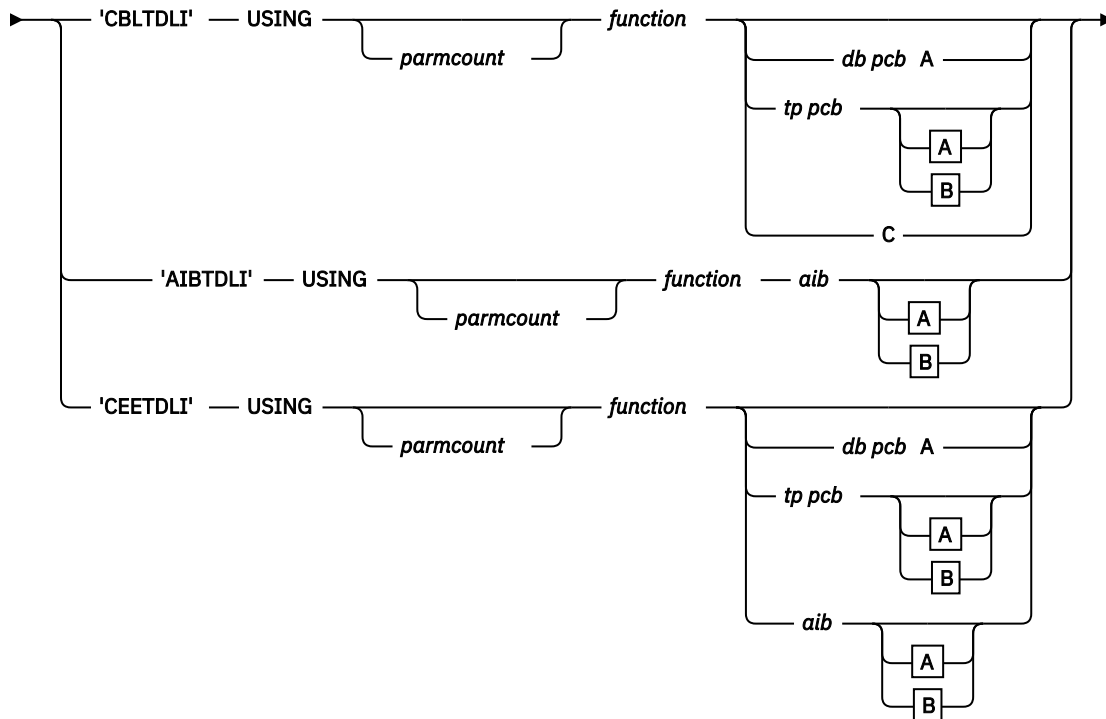 'CBLTDLI' USING function
parmcount db pcb A
tp pcb
A
B
C
'AIBTDLI' USING function aib
parmcount A
B
'CEETDLI' USING function
parmcount db pcb A
tp pcb
A
B
aib
A
B